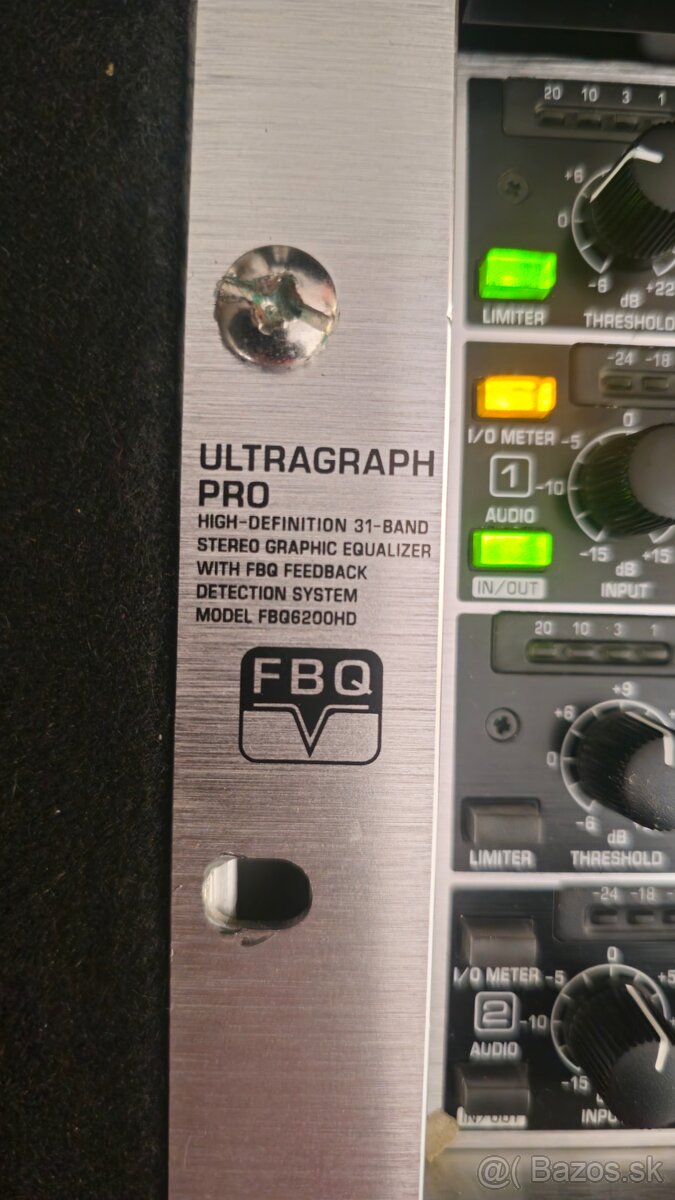 ULTRAGRAPH
PRO
HIGH-DEFINITION 31-BAND
STEREO GRAPHIC EQUALIZER
WITH FBQ FEEDBACK
DETECTION SYSTEM
MODEL FBQ6200HD
FBQ
20 10 3 1
+6
0
-6 dB +22
LIMITER THRESHOLD
-24 -18
0
I/O METER -5
1 -10
AUDIO
-15 dB +15
IN/OUT INPUT
20 10 3 1
+9
+6
0
-6 dB
LIMITER THRESHOLD
-24 -18
0
I/O METER -5 +5
2 -10
AUDIO
-15
IN/OUT
@( Bazos.sk